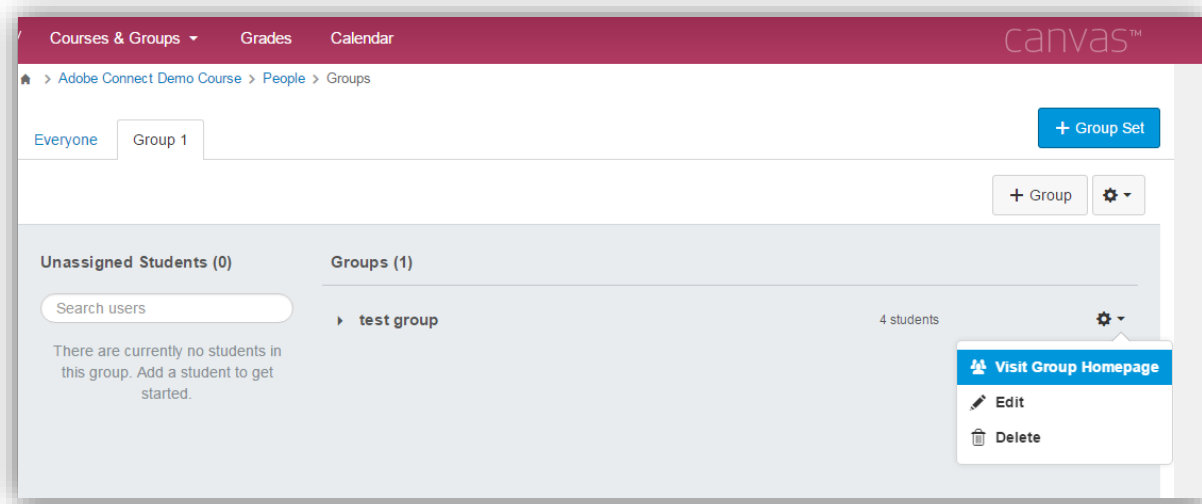 Courses & Groups Grades Calendar canvas™
> Adobe Connect Demo Course > People > Groups
Everyone Group 1 + Group Set
+ Group
Unassigned Students (0) Groups (1)
Search users
test group 4 students
There are currently no students in
this group. Add a student to get
started.
Visit Group Homepage
Edit
Delete